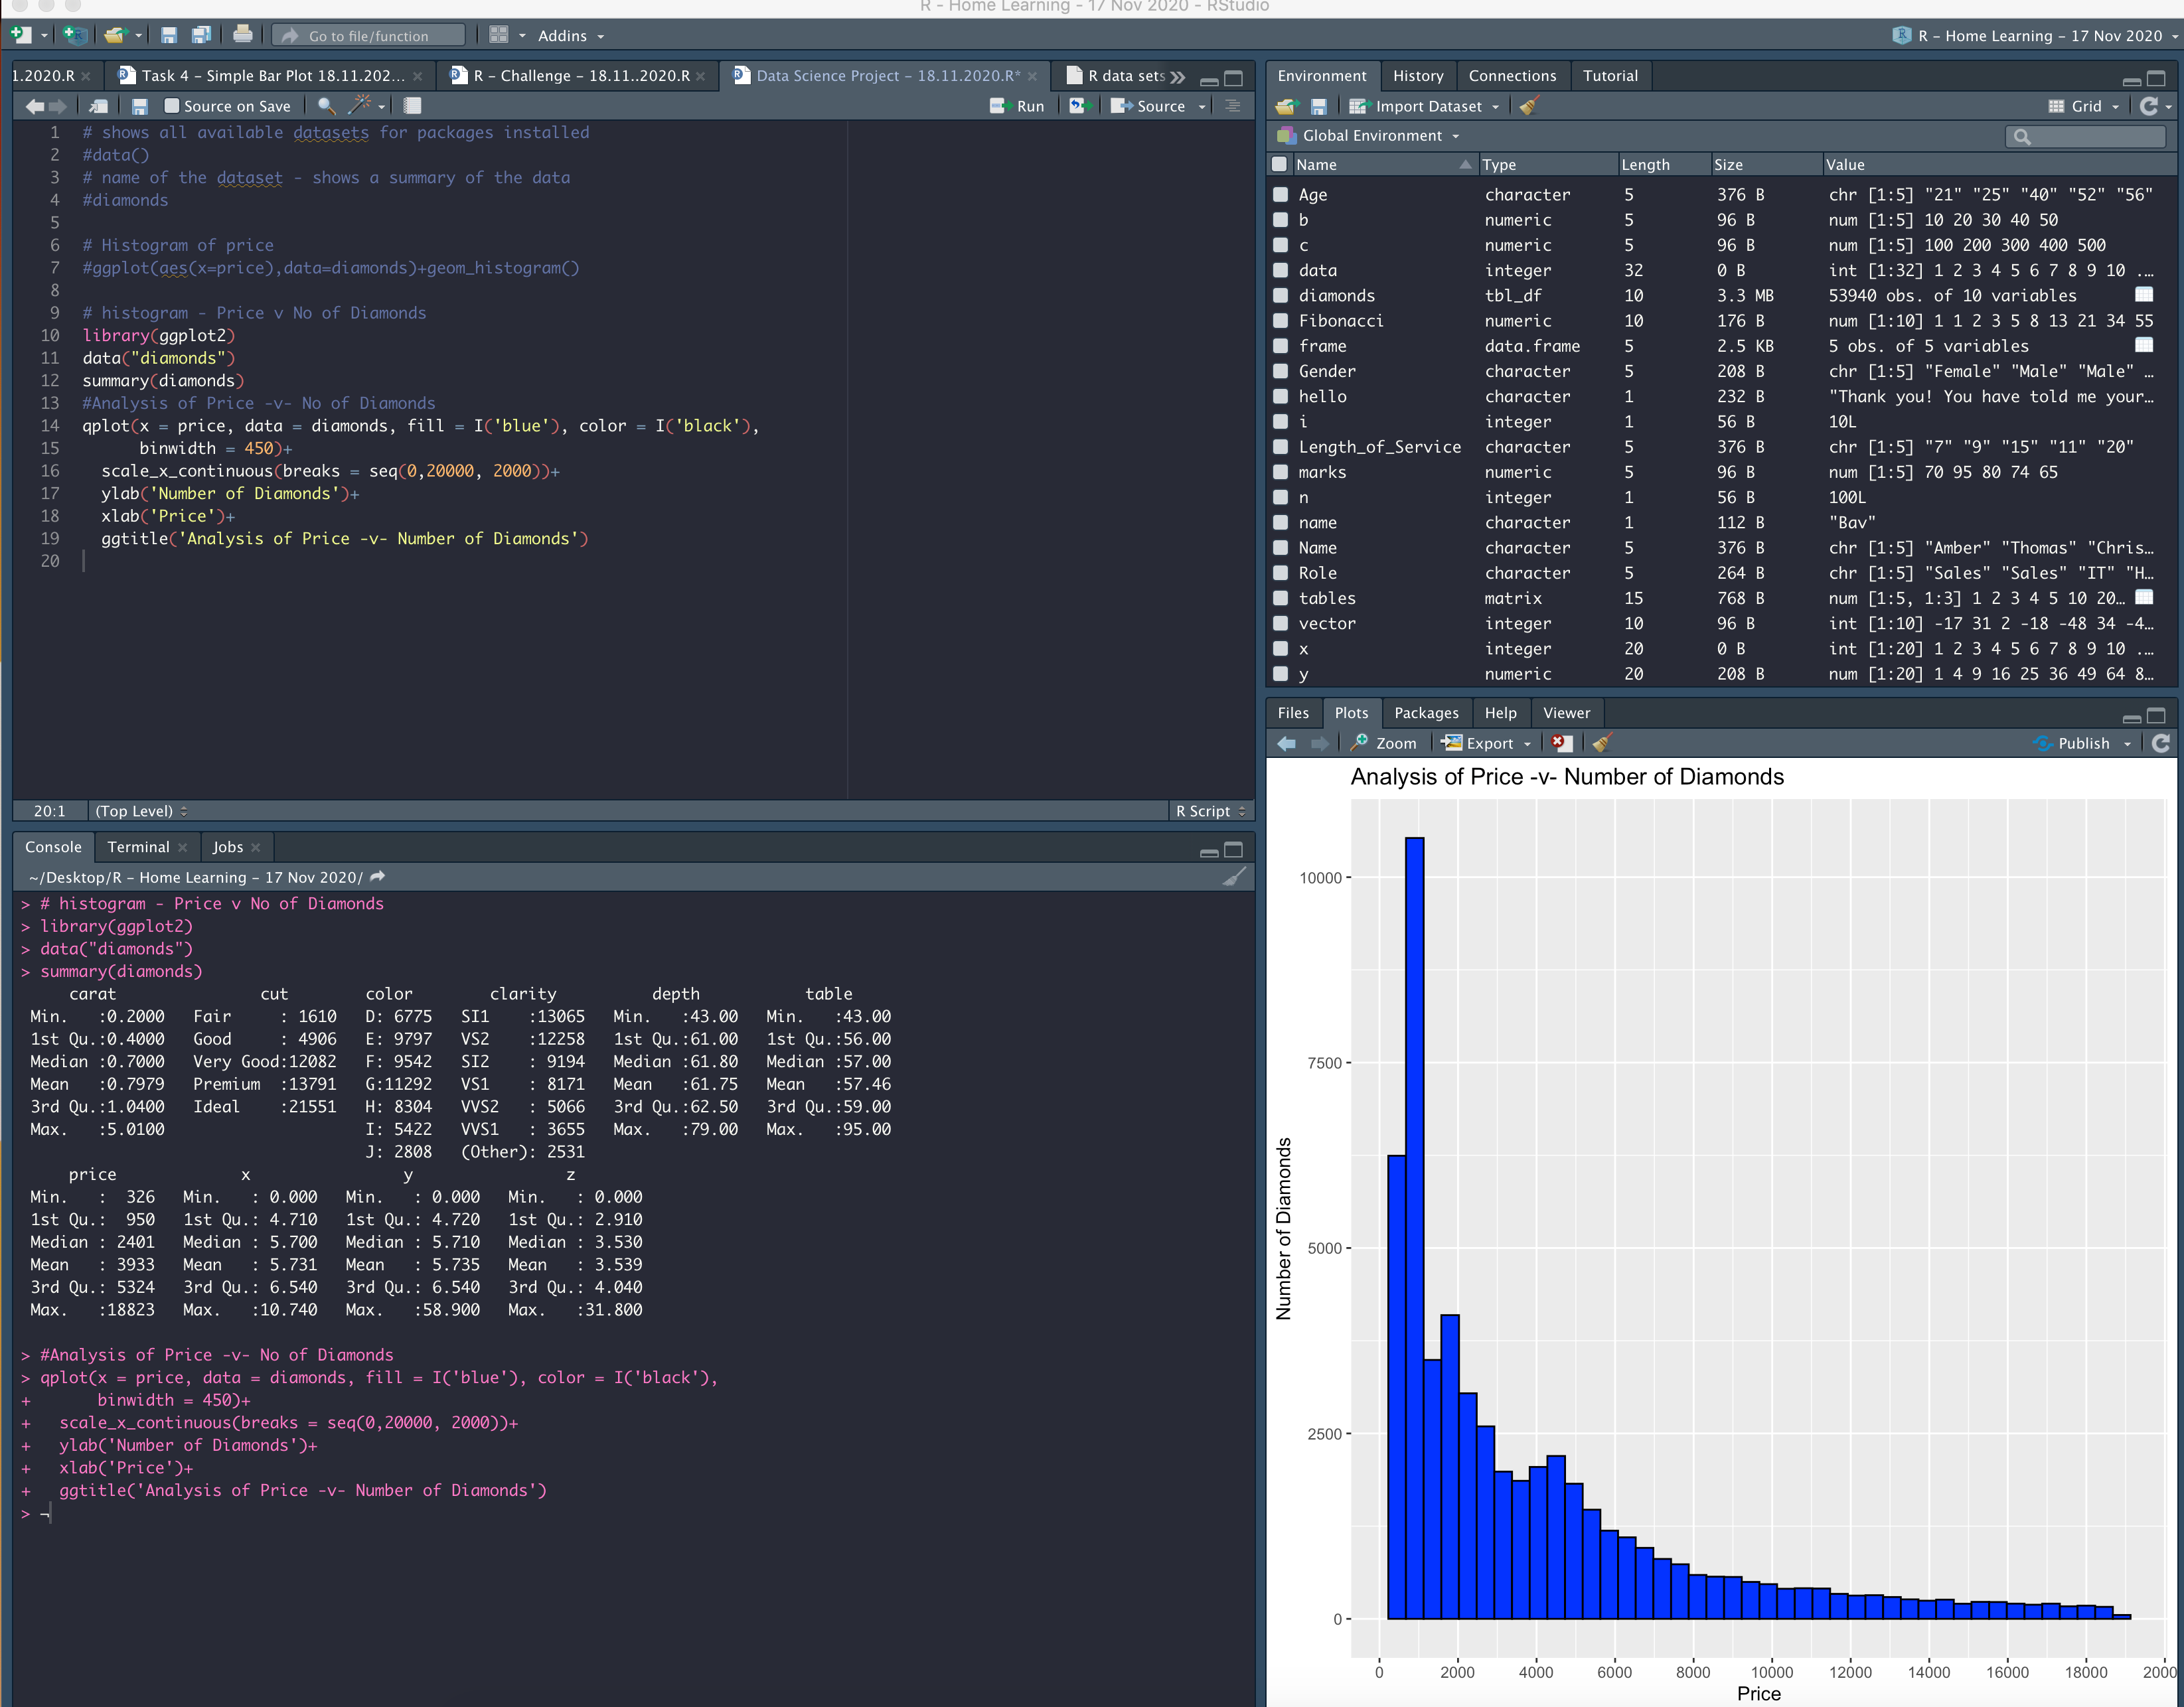 R - Home Learning - 17 Nov 2020 - RStudio
Go to file/function
Addins
R - Home Learning - 17 Nov 2020
1.2020.R
Task 4 - Simple Bar Plot 18.11.202...
R - Challenge - 18.11..2020.R
Data Science Project - 18.11.2020.R*
R data sets
Source on Save
Run
Source
1 # shows all available datasets for packages installed
2 #data()
3 # name of the dataset - shows a summary of the data
4 #diamonds
5
6 # Histogram of price
7 #ggplot(aes(x=price),data=diamonds)+geom_histogram()
8
9 # histogram - Price v No of Diamonds
10 library(ggplot2)
11 data("diamonds")
12 summary(diamonds)
13 #Analysis of Price -v- No of Diamonds
14 qplot(x = price, data = diamonds, fill = I('blue'), color = I('black'),
15 binwidth = 450)+
16 scale_x_continuous(breaks = seq(0,20000, 2000))+
17 ylab('Number of Diamonds')+
18 xlab('Price')+
19 ggtitle('Analysis of Price -v- Number of Diamonds')
20
20:1 (Top Level) R Script
Console Terminal Jobs
~/Desktop/R - Home Learning - 17 Nov 2020/
> # histogram - Price v No of Diamonds
> library(ggplot2)
> data("diamonds")
> summary(diamonds)
carat cut color clarity depth table
Min. :0.2000 Fair : 1610 D: 6775 SI1 :13065 Min. :43.00 Min. :43.00
1st Qu.:0.4000 Good : 4906 E: 9797 VS2 :12258 1st Qu.:61.00 1st Qu.:56.00
Median :0.7000 Very Good:12082 F: 9542 SI2 : 9194 Median :61.80 Median :57.00
Mean :0.7979 Premium :13791 G:11292 VS1 : 8171 Mean :61.75 Mean :57.46
3rd Qu.:1.0400 Ideal :21551 H: 8304 VVS2 : 5066 3rd Qu.:62.50 3rd Qu.:59.00
Max. :5.0100 I: 5422 VVS1 : 3655 Max. :79.00 Max. :95.00
J: 2808 (Other): 2531
price x y z
Min. : 326 Min. : 0.000 Min. : 0.000 Min. : 0.000
1st Qu.: 950 1st Qu.: 4.710 1st Qu.: 4.720 1st Qu.: 2.910
Median : 2401 Median : 5.700 Median : 5.710 Median : 3.530
Mean : 3933 Mean : 5.731 Mean : 5.735 Mean : 3.539
3rd Qu.: 5324 3rd Qu.: 6.540 3rd Qu.: 6.540 3rd Qu.: 4.040
Max. :18823 Max. :10.740 Max. :58.900 Max. :31.800
> #Analysis of Price -v- No of Diamonds
> qplot(x = price, data = diamonds, fill = I('blue'), color = I('black'),
+ binwidth = 450)+
+ scale_x_continuous(breaks = seq(0,20000, 2000))+
+ ylab('Number of Diamonds')+
+ xlab('Price')+
+ ggtitle('Analysis of Price -v- Number of Diamonds')
> ¬
Environment History Connections Tutorial
Import Dataset Grid
Global Environment
Name Type Length Size Value
Age character 5 376 B chr [1:5] "21" "25" "40" "52" "56"
b numeric 5 96 B num [1:5] 10 20 30 40 50
c numeric 5 96 B num [1:5] 100 200 300 400 500
data integer 32 0 B int [1:32] 1 2 3 4 5 6 7 8 9 10 ...
diamonds tbl_df 10 3.3 MB 53940 obs. of 10 variables
Fibonacci numeric 10 176 B num [1:10] 1 1 2 3 5 8 13 21 34 55
frame data.frame 5 2.5 KB 5 obs. of 5 variables
Gender character 5 208 B chr [1:5] "Female" "Male" "Male" ...
hello character 1 232 B "Thank you! You have told me your...
i integer 1 56 B 10L
Length_of_Service character 5 376 B chr [1:5] "7" "9" "15" "11" "20"
marks numeric 5 96 B num [1:5] 70 95 80 74 65
n integer 1 56 B 100L
name character 1 112 B "Bav"
Name character 5 376 B chr [1:5] "Amber" "Thomas" "Chris...
Role character 5 264 B chr [1:5] "Sales" "Sales" "IT" "H...
tables matrix 15 768 B num [1:5, 1:3] 1 2 3 4 5 10 20...
vector integer 10 96 B int [1:10] -17 31 2 -18 -48 34 -4...
x integer 20 0 B int [1:20] 1 2 3 4 5 6 7 8 9 10 ...
y numeric 20 208 B num [1:20] 1 4 9 16 25 36 49 64 8...
Files Plots Packages Help Viewer
Zoom Export Publish
Analysis of Price -v- Number of Diamonds
10000
7500
5000
2500
0
Number of Diamonds
0 2000 4000 6000 8000 10000 12000 14000 16000 18000 2000
Price